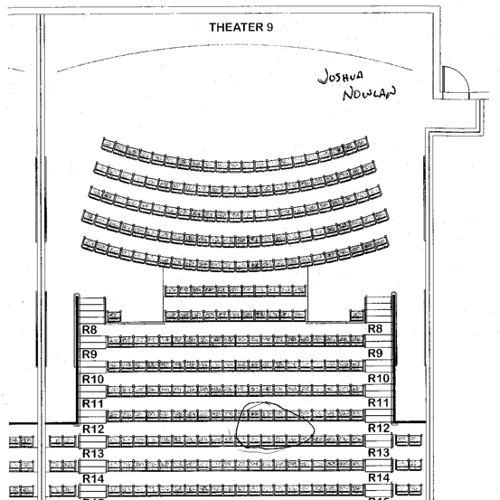 THEATER 9
JOSHUA
NOWLAN
R8 R8
R9 R9
R10 R10
R11 R11
R12 R12
R13 R13
R14 R14